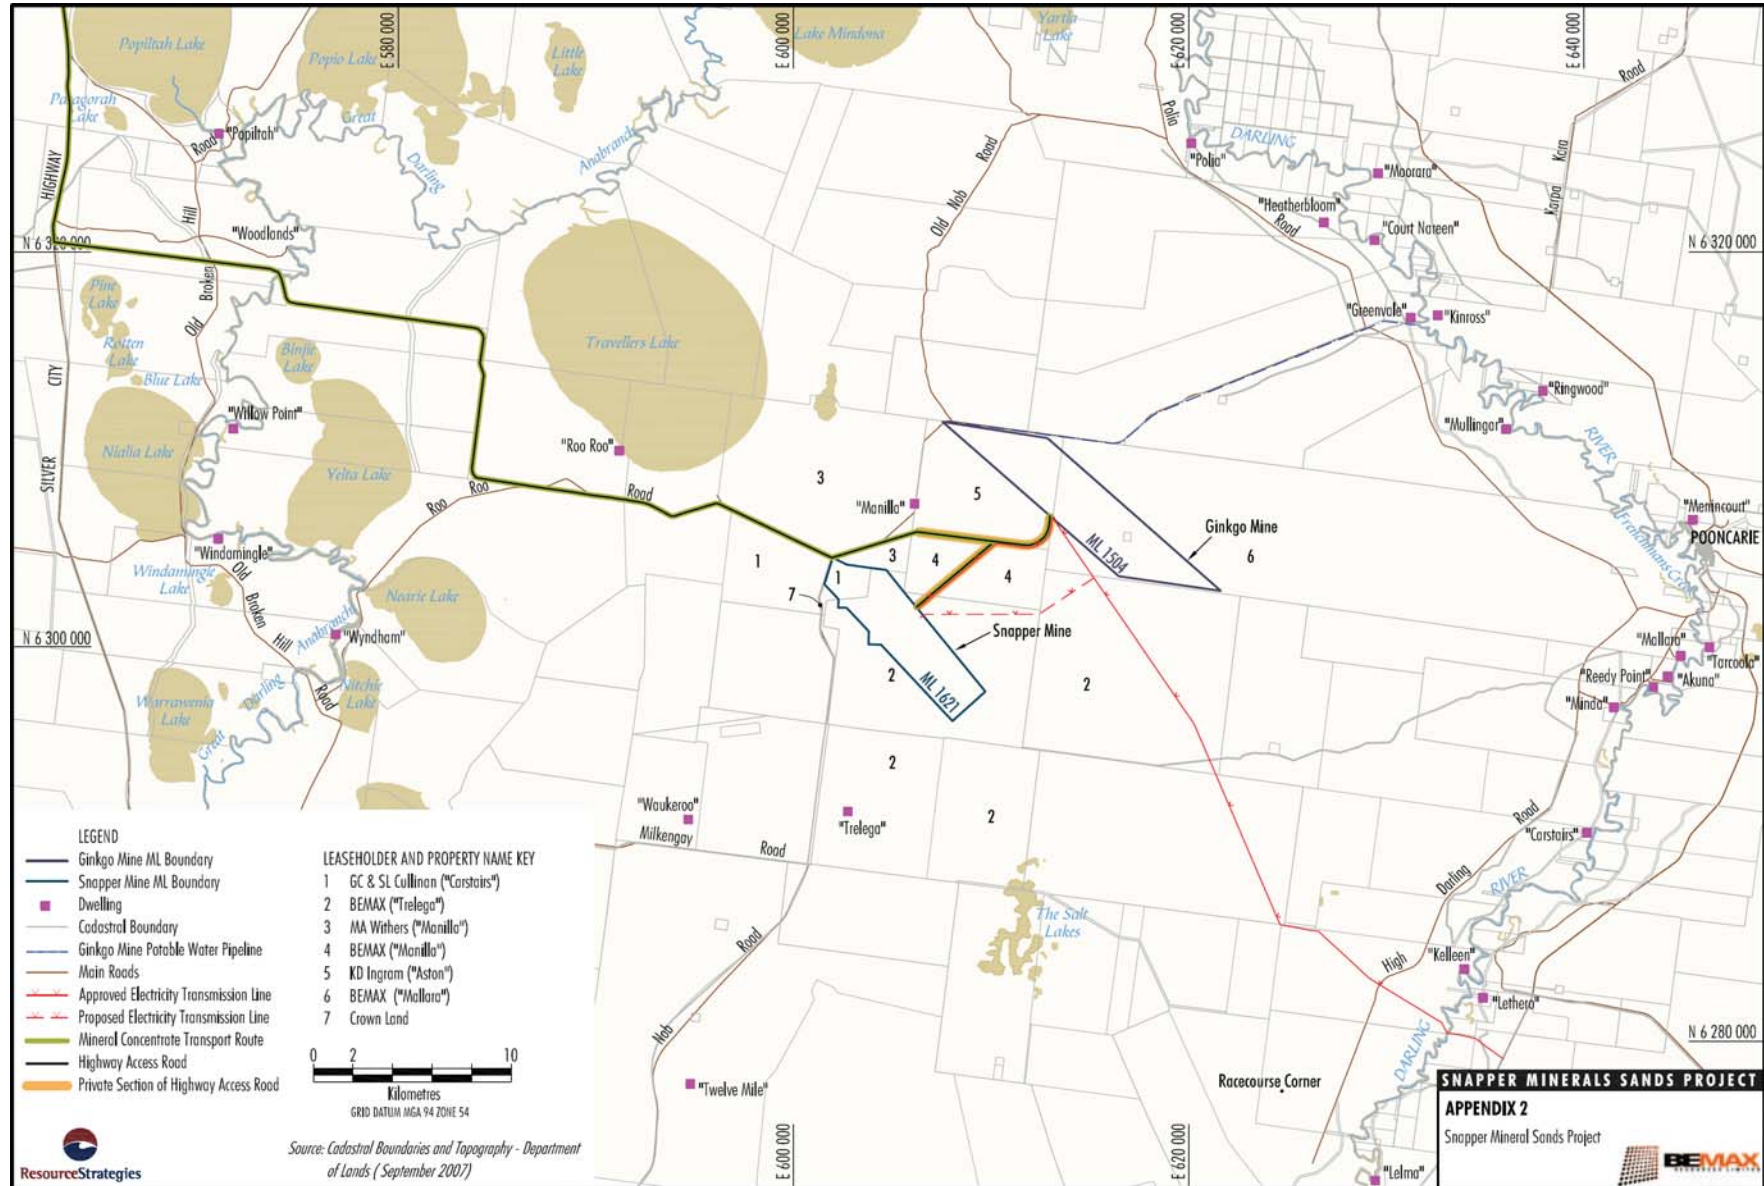 Popiltah Lake
Popio Lake
Little
Lake
E 580 000
E 600 000
Lake Mindona
Yartla
Lake
E 620 000
E 640 000
Road
Popiltah
"Popiltah"
Road
Great
Darling
Anabranch
HIGHWAY
Hill
"Woodlands"
N 6 320 000
Broken
Old
Pine
Lake
Rotten
Lake
Blue Lake
Binjie
Lake
"Willow Point"
Nialia Lake
Yelta Lake
CITY
SILVER
Travellers Lake
"Roo Roo"
Roo
Roo
Road
Old
Nob
Road
Polia
"Polia"
DARLING
"Moorara"
"Heatherbloom"
"Court Nareen"
Road
Karpa
Kora
N 6 320 000
"Greenvale"
"Kinross"
"Ringwood"
"Mullingar"
RIVER
"Menincourt"
POONCARIE
3
5
"Manilla"
Ginkgo Mine
ML 1504
6
1
3
4
4
1
7
Snapper Mine
2
ML 1621
2
"Windamingle"
Windamingle
Lake
Old
Broken
Hill
Road
Nearie Lake
Anabranch
"Wyndham"
N 6 300 000
Nitchie
Lake
Warrawenia
Lake
Darling
Great
"Mallara"
"Tarcoola"
"Reedy Point"
"Akuna"
"Minda"
2
"Waukeroo"
Milkengay
Road
"Trelega"
2
Road
"Carstairs"
Darling
RIVER
The Salt
Lakes
High
"Kelleen"
"Lethero"
N 6 280 000
Road
Nob
"Twelve Mile"
Racecourse Corner
DARLING
"Lelma"
E 600 000
E 620 000
LEGEND
Ginkgo Mine ML Boundary
Snapper Mine ML Boundary
Dwelling
Cadastral Boundary
Ginkgo Mine Potable Water Pipeline
Main Roads
Approved Electricity Transmission Line
Proposed Electricity Transmission Line
Mineral Concentrate Transport Route
Highway Access Road
Private Section of Highway Access Road
LEASEHOLDER AND PROPERTY NAME KEY
1 GC & SL Cullinan ("Carstairs")
2 BEMAX ("Trelega")
3 MA Withers ("Manilla")
4 BEMAX ("Manilla")
5 KD Ingram ("Aston")
6 BEMAX ("Mallara")
7 Crown Land
0 2 10
Kilometres
GRID DATUM MGA 94 ZONE 54
Source: Cadastral Boundaries and Topography - Department
of Lands ( September 2007)
ResourceStrategies
SNAPPER MINERALS SANDS PROJECT
APPENDIX 2
Snapper Mineral Sands Project
BEMAX
RESOURCES LIMITED